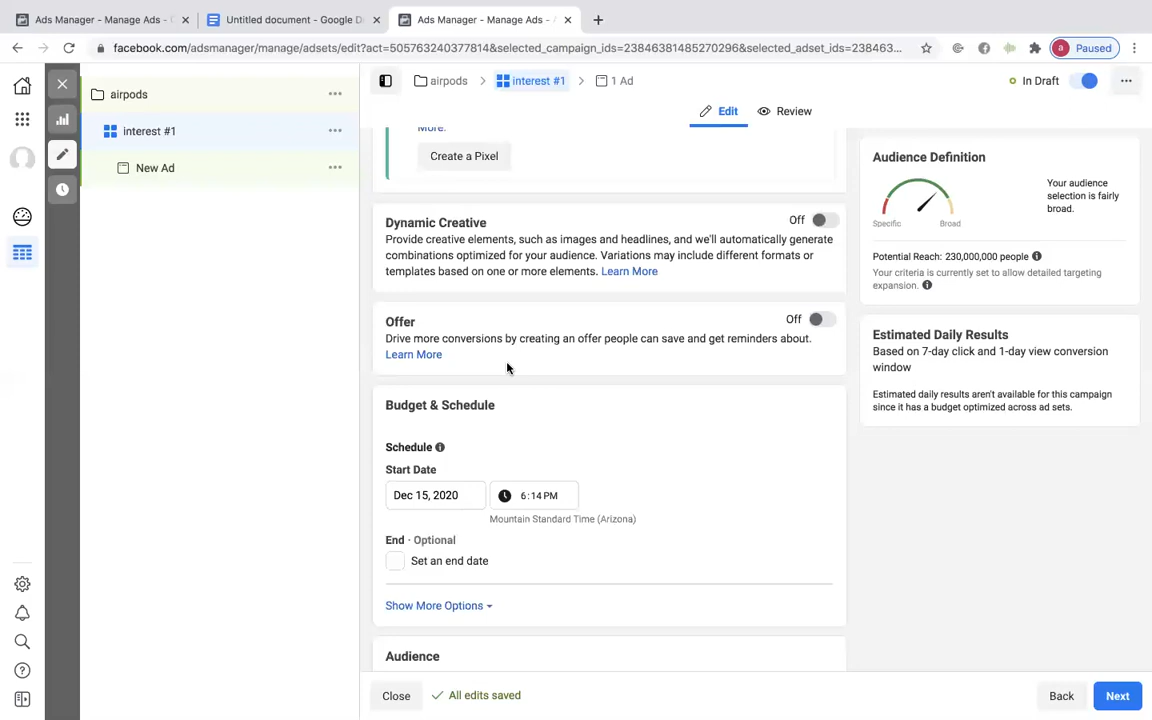 Ads Manager - Manage Ads -
Untitled document - Google D
Ads Manager - Manage Ads -
facebook.com/adsmanager/manage/adsets/edit?act=505763240377814&selected_campaign_ids=23846381485270296&selected_adset_ids=238463...
a Paused
airpods
interest #1
New Ad
airpods
interest #1
1 Ad
In Draft
Edit
Review
More.
Create a Pixel
Dynamic Creative
Off
Provide creative elements, such as images and headlines, and we'll automatically generate
combinations optimized for your audience. Variations may include different formats or
templates based on one or more elements. Learn More
Offer
Off
Drive more conversions by creating an offer people can save and get reminders about.
Learn More
Budget & Schedule
Schedule
Start Date
Dec 15, 2020
6:14PM
Mountain Standard Time (Arizona)
End · Optional
Set an end date
Show More Options
Audience
Audience Definition
Your audience
selection is fairly
broad.
Specific
Broad
Potential Reach: 230,000,000 people
Your criteria is currently set to allow detailed targeting
expansion.
Estimated Daily Results
Based on 7-day click and 1-day view conversion
window
Estimated daily results aren't available for this campaign
since it has a budget optimized across ad sets.
Close
All edits saved
Back
Next